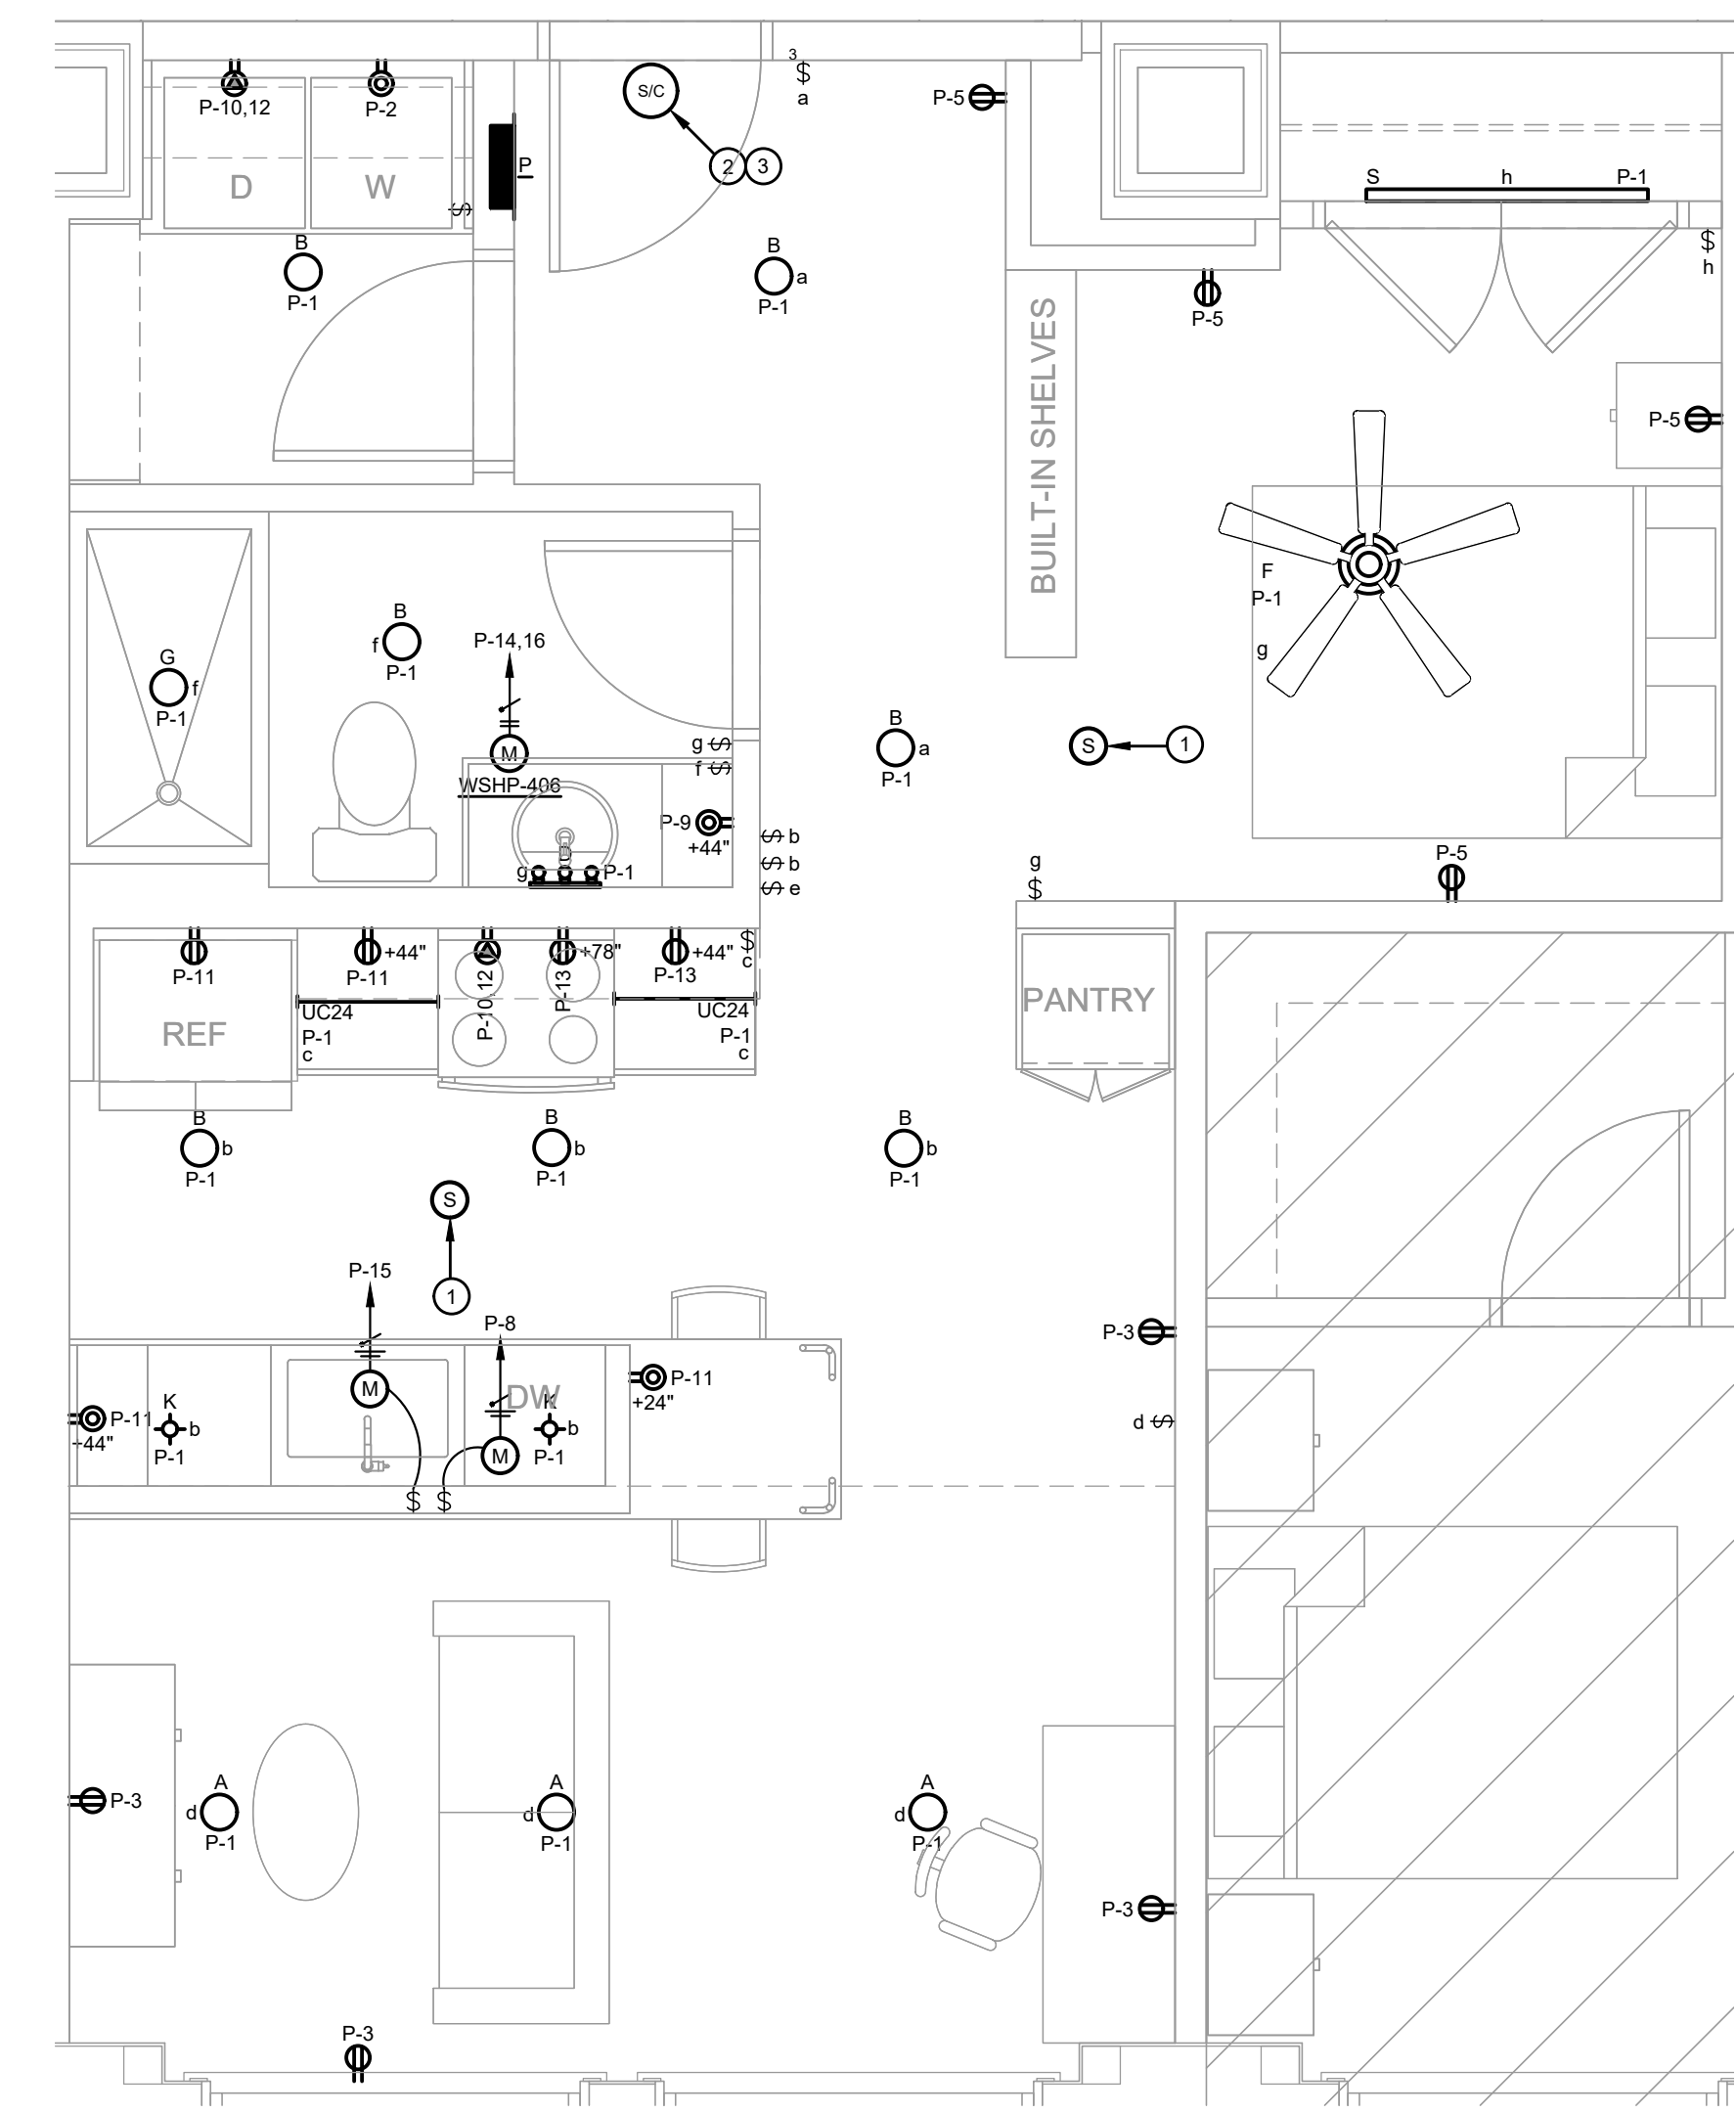 3
$
a
S/C
2
3
P-10,12
P-2
D
W
P
$
P-5
S
h
P-1
$
h
B
P-1
B
a
P-1
P-5
BUILT-IN SHELVES
P-5
F
P-1
g
B
f
P-1
P-14,16
G
f
P-1
M
WSHP-406
g $
f $
B
a
P-1
S
1
P-9
+44"
$ b
$ b
$ e
g
P-1
g
$
P-5
P-11
+44"
P-11
P-10,12
+78"
P-13
+44"
P-13
$
c
UC24
P-1
c
UC24
P-1
c
REF
PANTRY
B
b
P-1
B
b
P-1
B
b
P-1
S
1
P-15
P-8
P-3
M
DW
P-11
+24"
P-11
+44"
K
b
P-1
K
b
P-1
M
d $
$
$
P-3
A
d
P-1
A
d
P-1
A
d
P-1
P-3
P-3